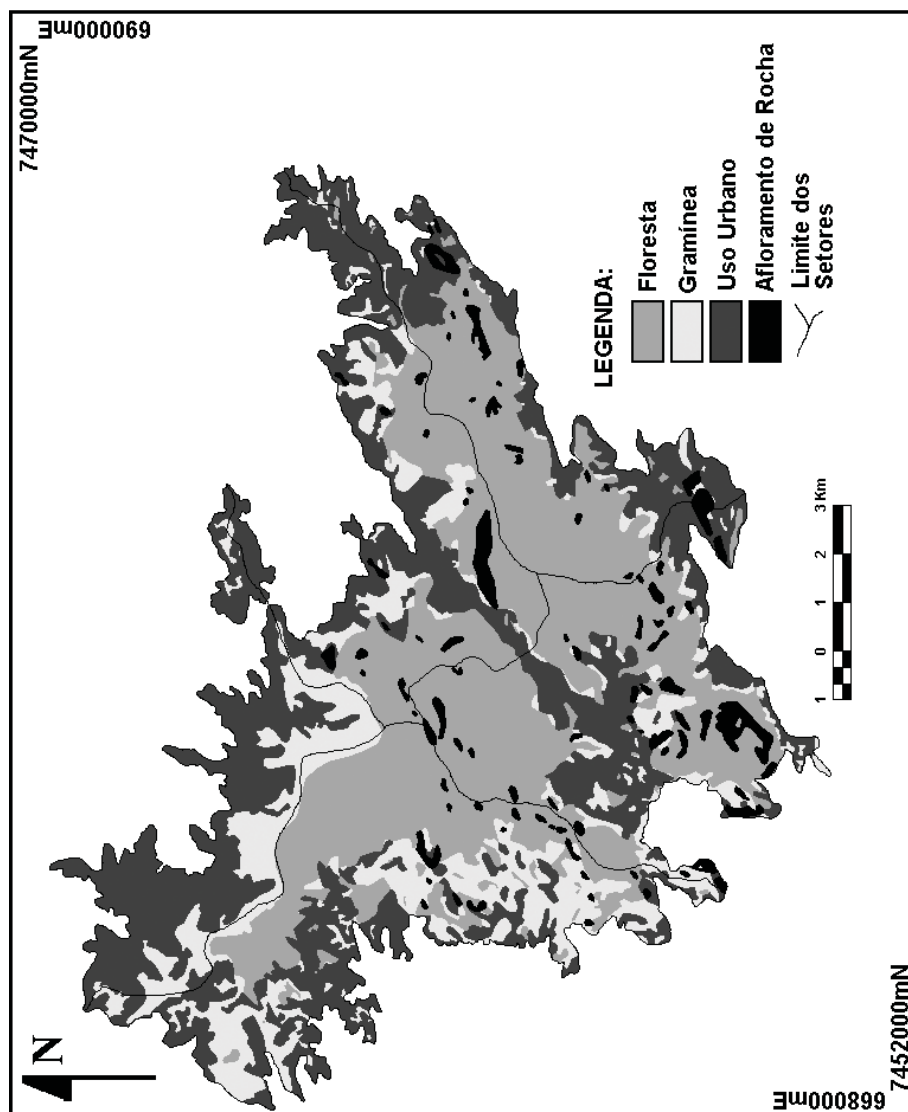 7470000mN
690000mE
N
LEGENDA:
Floresta
Gramínea
Uso Urbano
Afloramento de Rocha
Limite dos
Setores
1 0 1 2 3 Km
668000mE
7452000mN